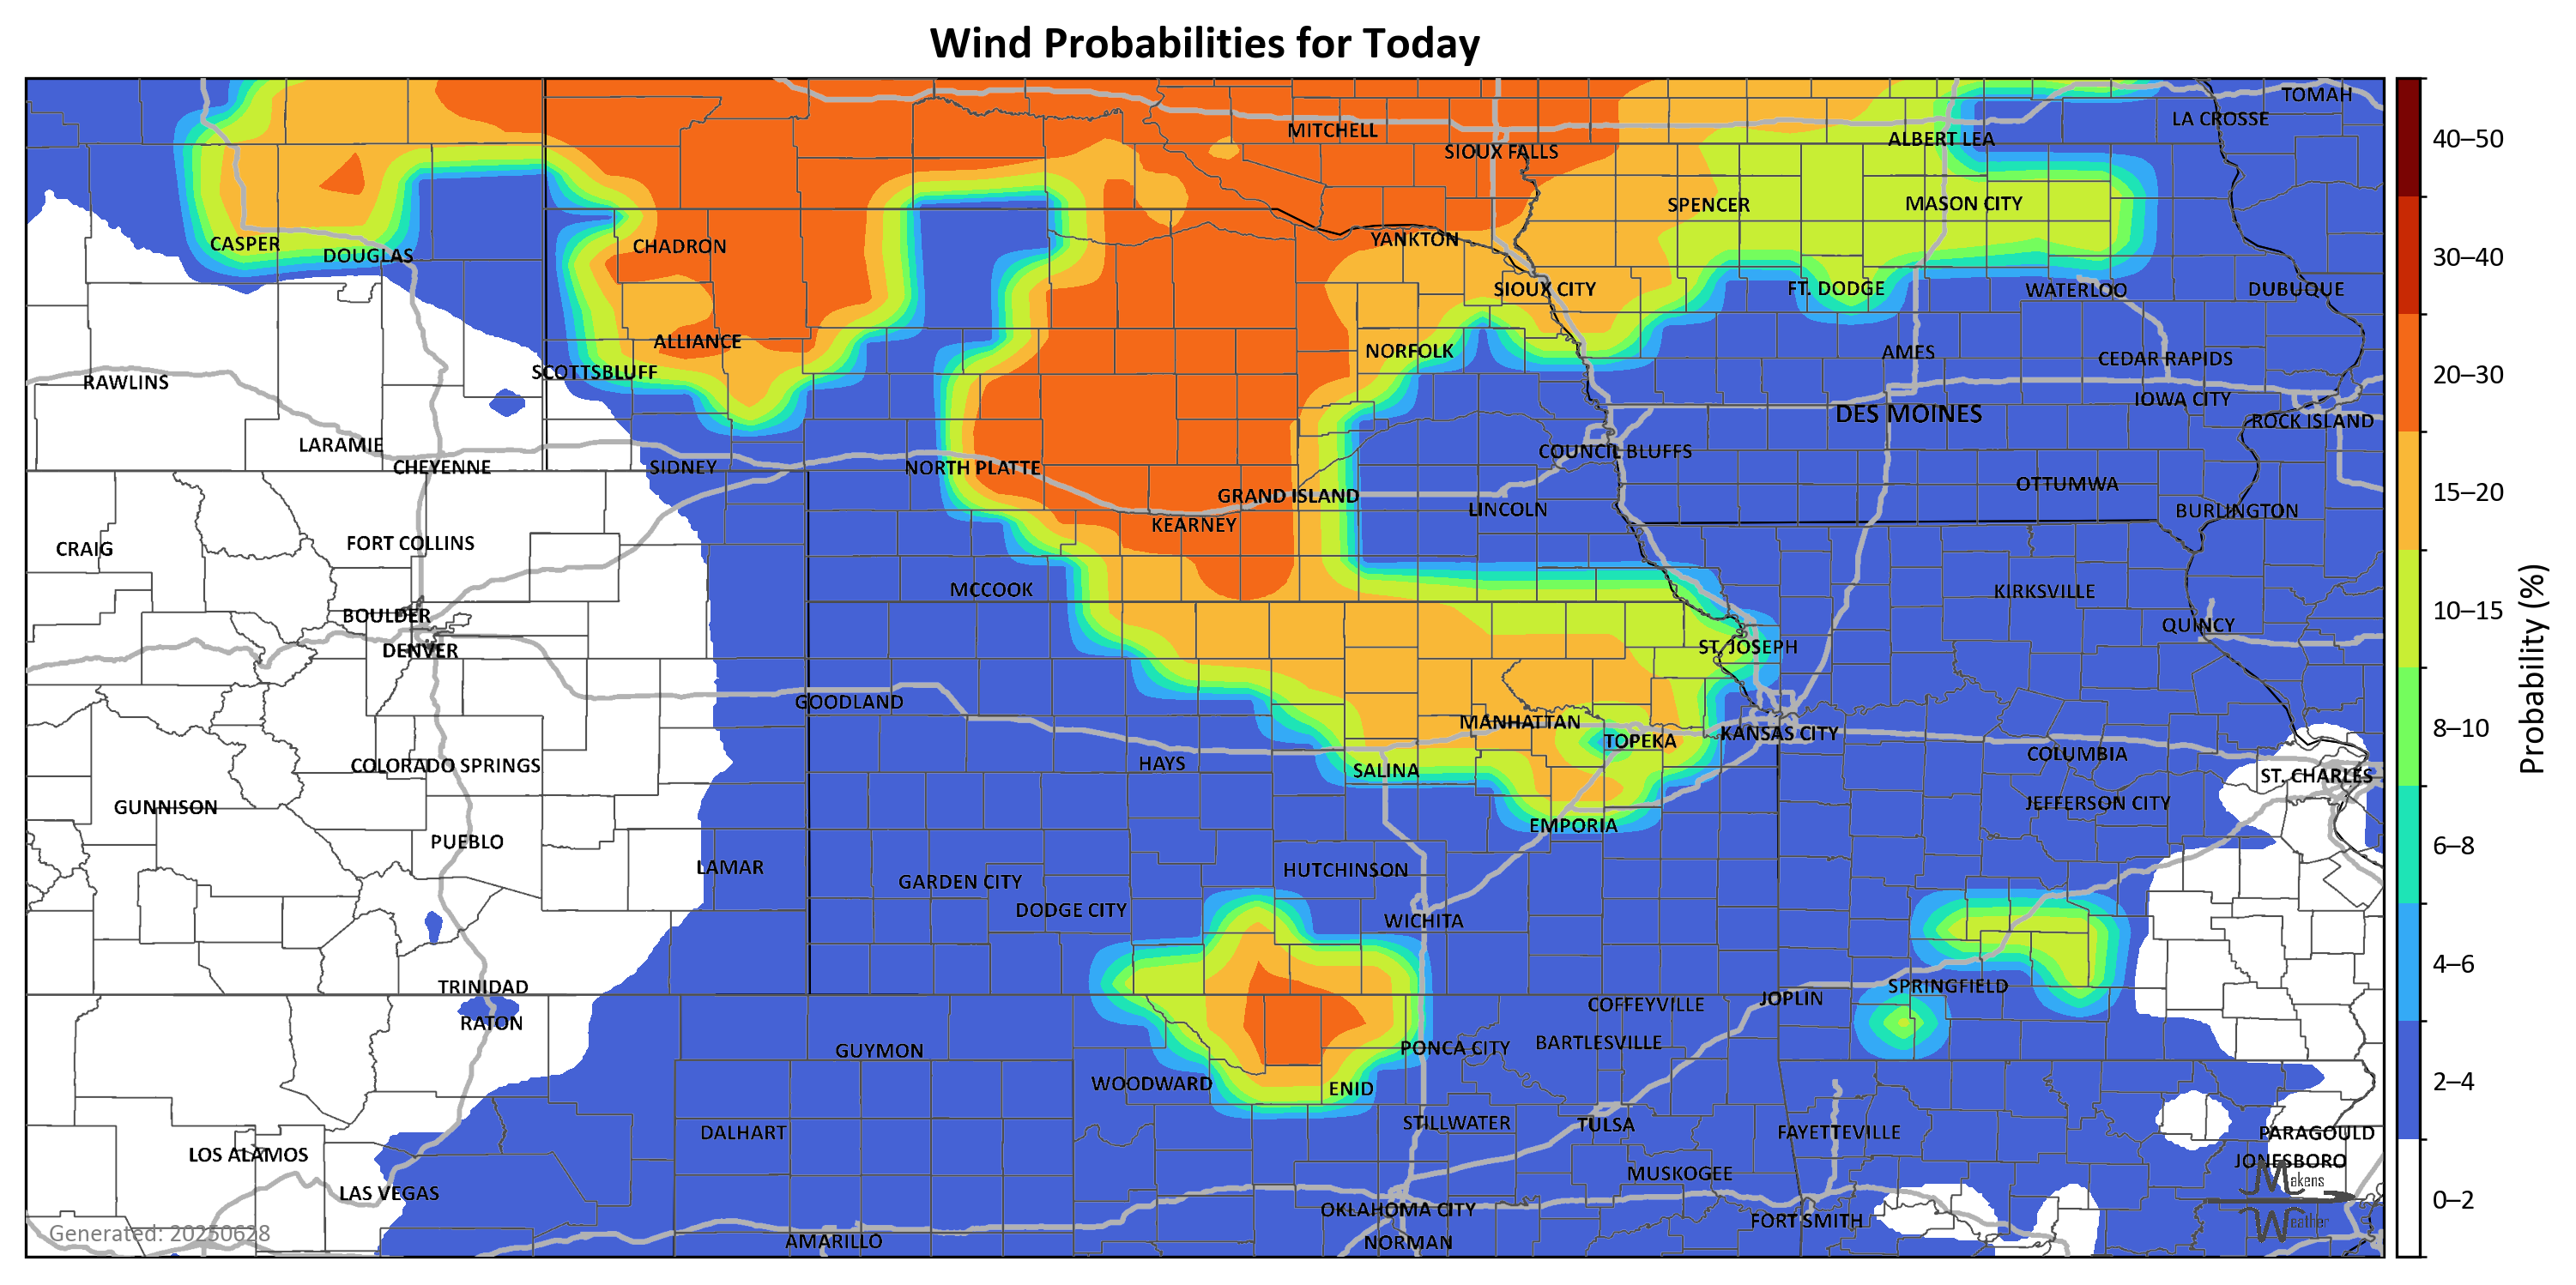 Wind Probabilities for Today
TOMAH
LA CROSSE
MITCHELL
ALBERT LEA
SIOUX FALLS
SPENCER
MASON CITY
CASPER
DOUGLAS
CHADRON
YANKTON
SIOUX CITY
FT. DODGE
WATERLOO
DUBUQUE
ALLIANCE
NORFOLK
AMES
CEDAR RAPIDS
RAWLINS
SCOTTSBLUFF
IOWA CITY
DES MOINES
ROCK ISLAND
LARAMIE
COUNCIL BLUFFS
CHEYENNE
SIDNEY
NORTH PLATTE
OTTUMWA
GRAND ISLAND
LINCOLN
BURLINGTON
KEARNEY
CRAIG
FORT COLLINS
MCCOOK
KIRKSVILLE
BOULDER
QUINCY
DENVER
ST. JOSEPH
GOODLAND
MANHATTAN
TOPEKA
KANSAS CITY
COLUMBIA
COLORADO SPRINGS
HAYS
SALINA
ST. CHARLES
GUNNISON
JEFFERSON CITY
EMPORIA
PUEBLO
LAMAR
HUTCHINSON
GARDEN CITY
DODGE CITY
WICHITA
TRINIDAD
SPRINGFIELD
JOPLIN
COFFEYVILLE
RATON
GUYMON
PONCA CITY
BARTLESVILLE
WOODWARD
ENID
STILLWATER
TULSA
DALHART
FAYETTEVILLE
PARAGOULD
LOS ALAMOS
JONESBORO
MUSKOGEE
LAS VEGAS
OKLAHOMA CITY
FORT SMITH
AMARILLO
NORMAN
Generated: 20250628
Makens
Weather
40–50
30–40
20–30
15–20
10–15
8–10
6–8
4–6
2–4
0–2
Probability (%)